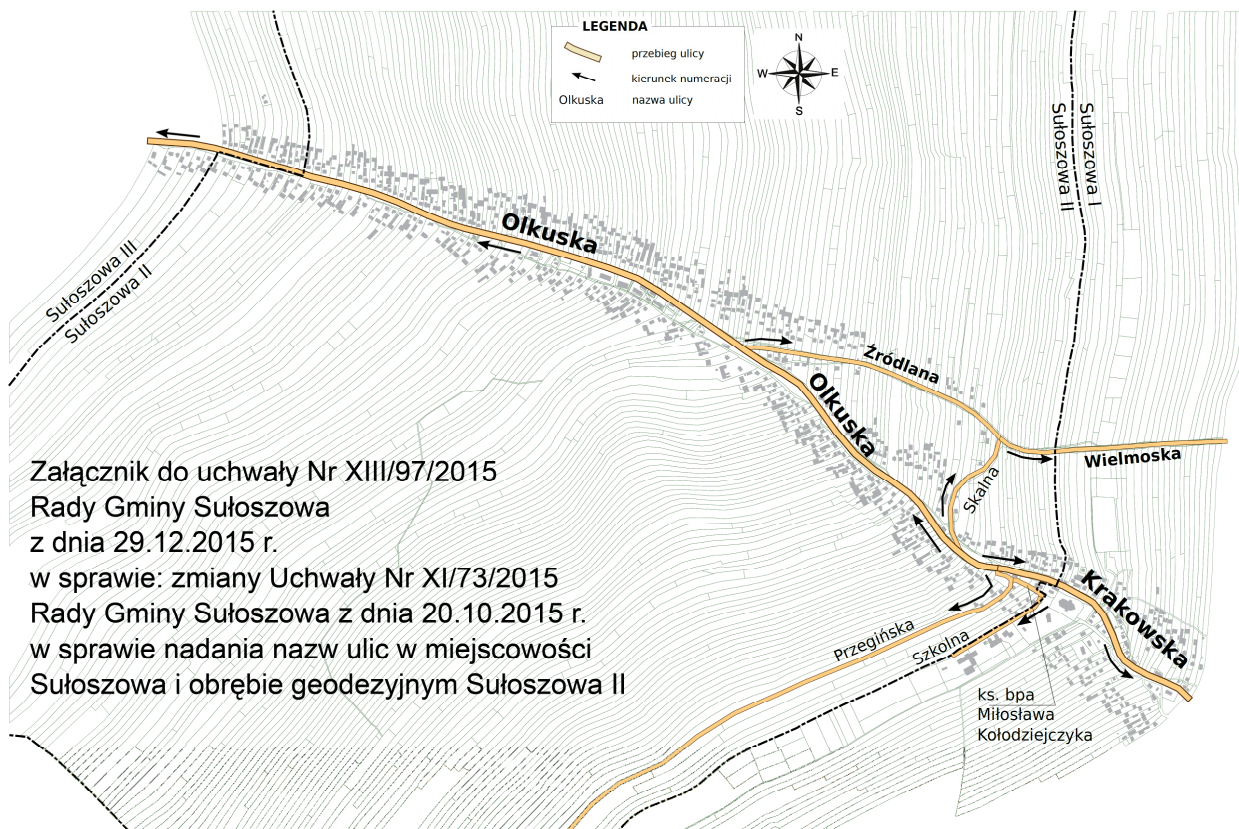 LEGENDA
przebieg ulicy
kierunek numeracji
Olkuska
nazwa ulicy
N
W
E
S
Sułoszowa II
Sułoszowa I
Olkuska
Sułoszowa III
Sułoszowa II
Źródlana
Olkuska
Wielmoska
Skalna
Krakowska
Przegińska
Szkolna
ks. bpa
Miłosława
Kołodziejczyka
Załącznik do uchwały Nr XIII/97/2015
Rady Gminy Sułoszowa
z dnia 29.12.2015 r.
w sprawie: zmiany Uchwały Nr XI/73/2015
Rady Gminy Sułoszowa z dnia 20.10.2015 r.
w sprawie nadania nazw ulic w miejscowości
Sułoszowa i obrębie geodezyjnym Sułoszowa II